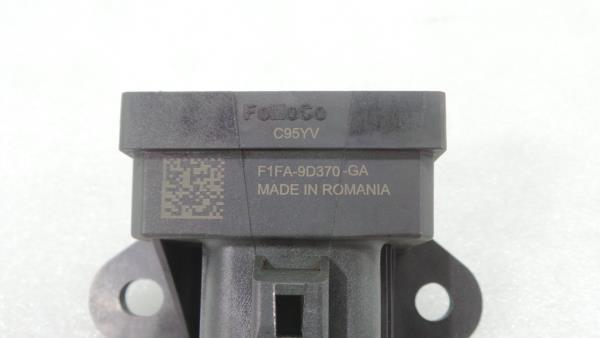 FoMoCo
C95YV
F1FA-9D370-GA
MADE IN ROMANIA